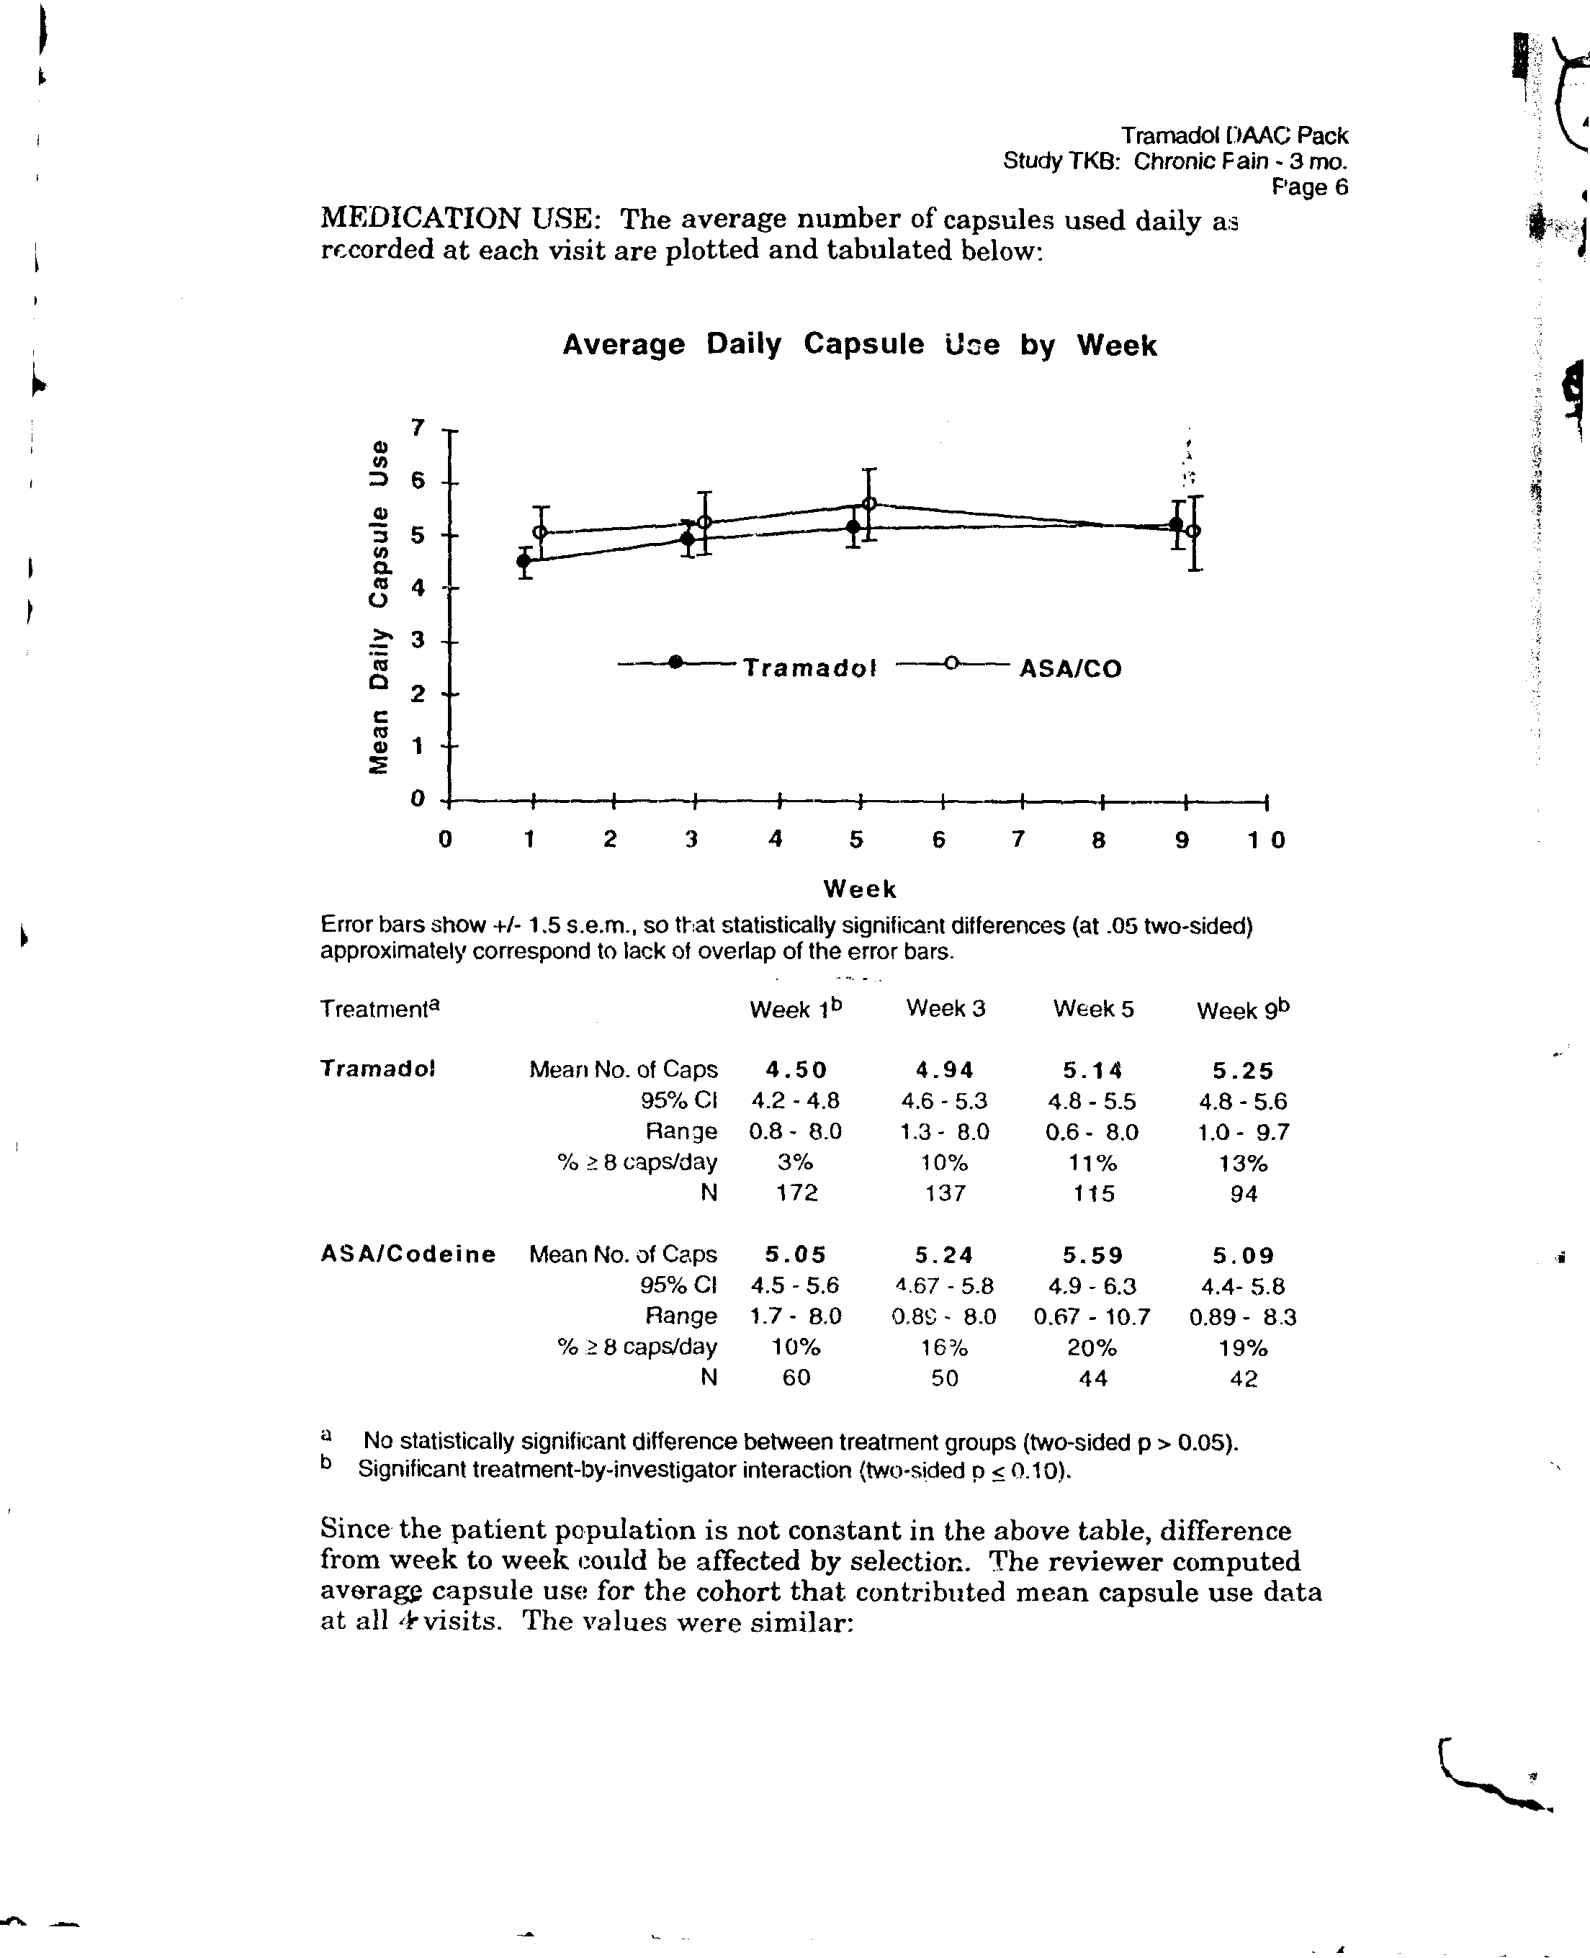 Tramadol DAAC Pack
Study TKB: Chronic Fain - 3 mo.
Page 6
MEDICATION USE: The average number of capsules used daily as
recorded at each visit are plotted and tabulated below:
Average Daily Capsule Use by Week
Mean Daily Capsule Use
7
6
5
4
3
2
1
0
Tramadol ASA/CO
0 1 2 3 4 5 6 7 8 9 10
Week
Error bars show +/- 1.5 s.e.m., so that statistically significant differences (at .05 two-sided)
approximately correspond to lack of overlap of the error bars.
Treatmentᵃ Week 1ᵇ Week 3 Week 5 Week 9ᵇ
Tramadol Mean No. of Caps 4.50 4.94 5.14 5.25
95% CI 4.2 - 4.8 4.6 - 5.3 4.8 - 5.5 4.8 - 5.6
Range 0.8 - 8.0 1.3 - 8.0 0.6 - 8.0 1.0 - 9.7
% ≥ 8 caps/day 3% 10% 11% 13%
N 172 137 115 94
ASA/Codeine Mean No. of Caps 5.05 5.24 5.59 5.09
95% CI 4.5 - 5.6 4.67 - 5.8 4.9 - 6.3 4.4- 5.8
Range 1.7 - 8.0 0.89 - 8.0 0.67 - 10.7 0.89 - 8.3
% ≥ 8 caps/day 10% 16% 20% 19%
N 60 50 44 42
a No statistically significant difference between treatment groups (two-sided p > 0.05).
b Significant treatment-by-investigator interaction (two-sided p ≤ 0.10).
Since the patient population is not constant in the above table, difference
from week to week could be affected by selection. The reviewer computed
average capsule use for the cohort that contributed mean capsule use data
at all 4 visits. The values were similar: